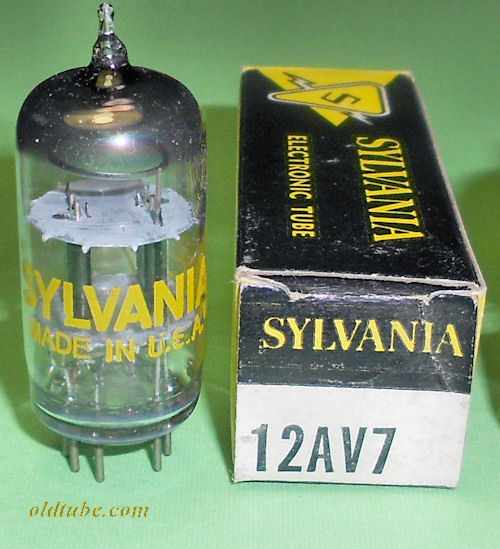 SYLVANIA
MADE IN U.S.A.
S
SYLVANIA
ELECTRONIC TUBE
SYLVANIA
12AV7
oldtube.com